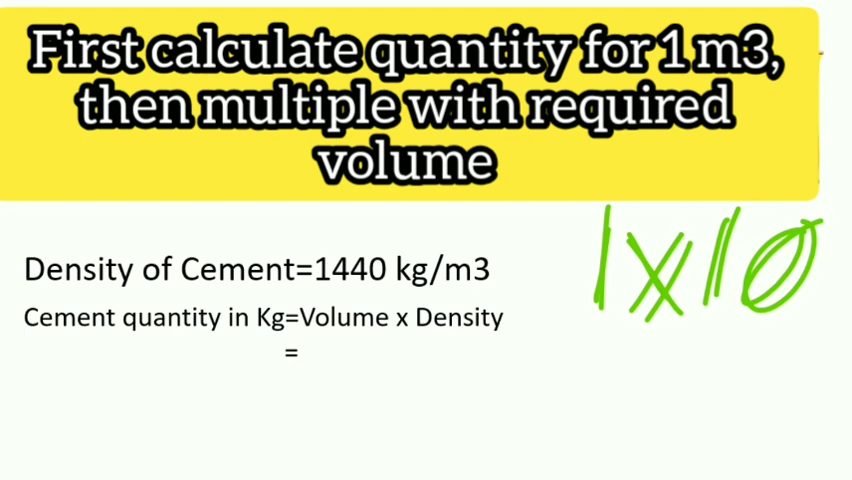 First calculate quantity for 1 m3,
then multiple with required
volume
1x10
Density of Cement=1440 kg/m3
Cement quantity in Kg=Volume x Density
=